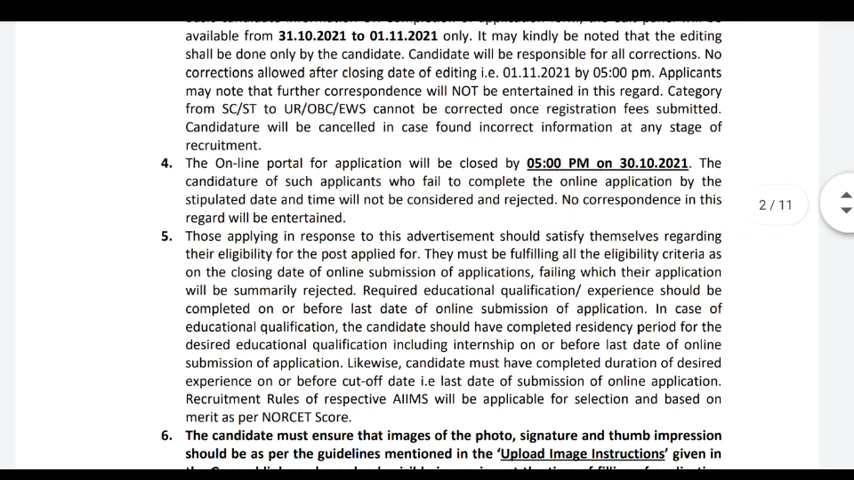 available from 31.10.2021 to 01.11.2021 only. It may kindly be noted that the editing
shall be done only by the candidate. Candidate will be responsible for all corrections. No
corrections allowed after closing date of editing i.e. 01.11.2021 by 05:00 pm. Applicants
may note that further correspondence will NOT be entertained in this regard. Category
from SC/ST to UR/OBC/EWS cannot be corrected once registration fees submitted.
Candidature will be cancelled in case found incorrect information at any stage of
recruitment.
4. The On-line portal for application will be closed by 05:00 PM on 30.10.2021. The
candidature of such applicants who fail to complete the online application by the
stipulated date and time will not be considered and rejected. No correspondence in this
regard will be entertained.
2 / 11
5. Those applying in response to this advertisement should satisfy themselves regarding
their eligibility for the post applied for. They must be fulfilling all the eligibility criteria as
on the closing date of online submission of applications, failing which their application
will be summarily rejected. Required educational qualification/ experience should be
completed on or before last date of online submission of application. In case of
educational qualification, the candidate should have completed residency period for the
desired educational qualification including internship on or before last date of online
submission of application. Likewise, candidate must have completed duration of desired
experience on or before cut-off date i.e last date of submission of online application.
Recruitment Rules of respective AIIMS will be applicable for selection and based on
merit as per NORCET Score.
6. The candidate must ensure that images of the photo, signature and thumb impression
should be as per the guidelines mentioned in the ‘Upload Image Instructions’ given in